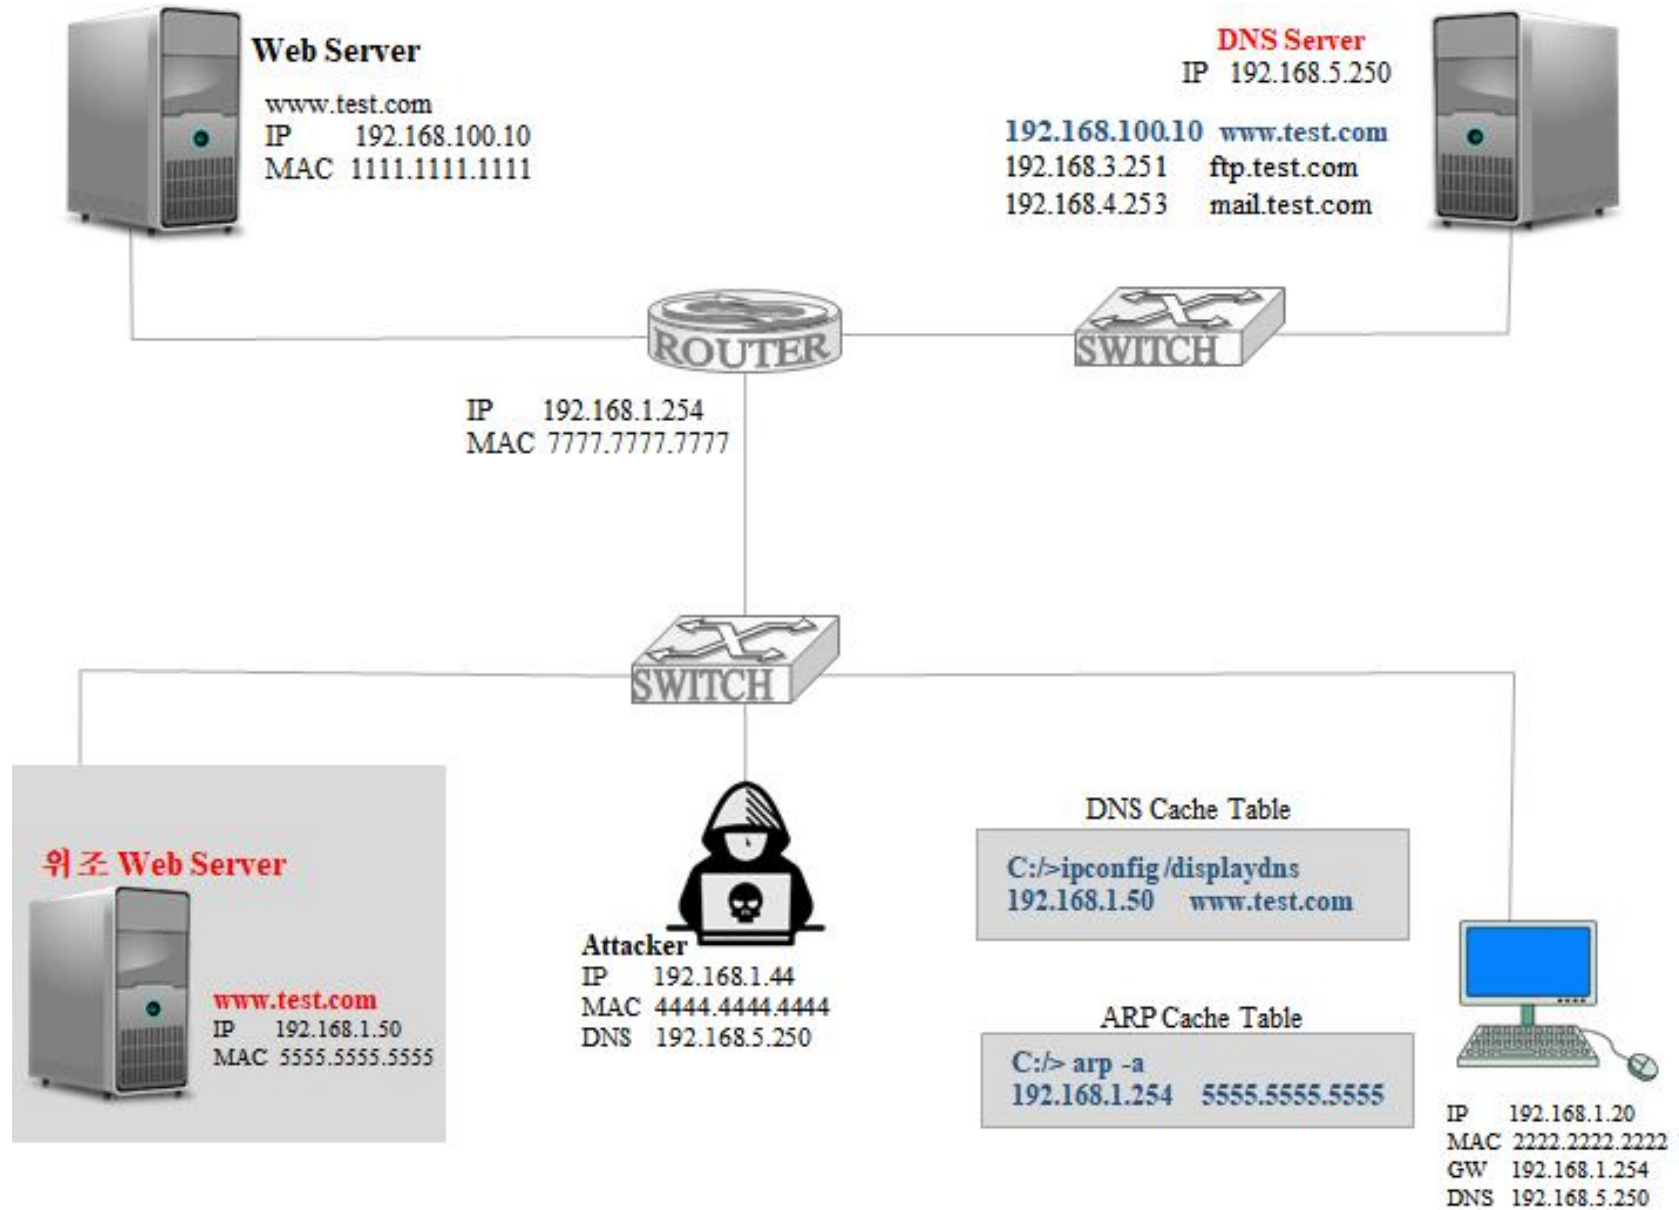 Web Server
www.test.com
IP 192.168.100.10
MAC 1111.1111.1111
DNS Server
IP 192.168.5.250
192.168.100.10 www.test.com
192.168.3.251 ftp.test.com
192.168.4.253 mail.test.com
ROUTER
SWITCH
IP 192.168.1.254
MAC 7777.7777.7777
SWITCH
위조 Web Server
www.test.com
IP 192.168.1.50
MAC 5555.5555.5555
Attacker
IP 192.168.1.44
MAC 4444.4444.4444
DNS 192.168.5.250
DNS Cache Table
C:/>ipconfig /displaydns
192.168.1.50 www.test.com
ARP Cache Table
C:/> arp -a
192.168.1.254 5555.5555.5555
IP 192.168.1.20
MAC 2222.2222.2222
GW 192.168.1.254
DNS 192.168.5.250